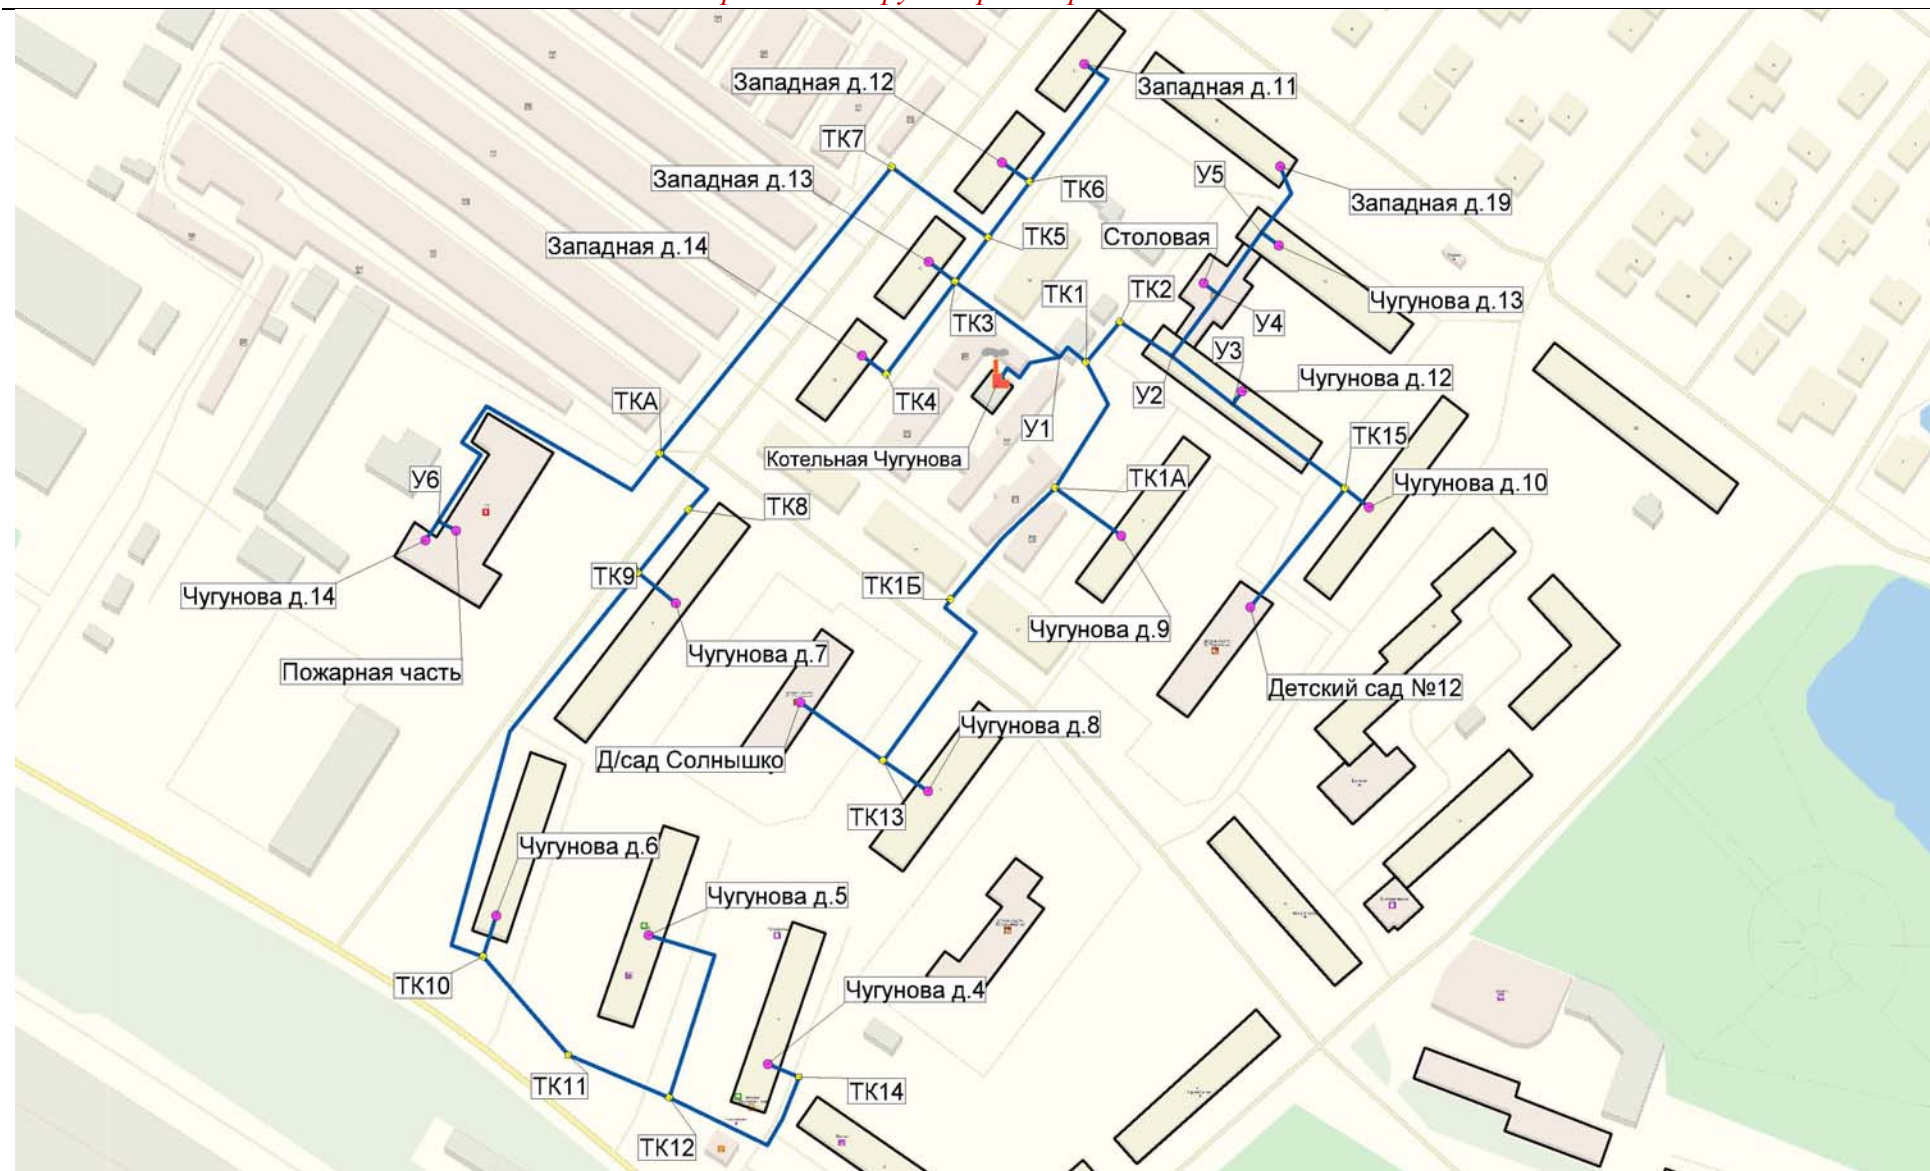 Западная д.12
Западная д.11
ТК7
Западная д.13
ТК6
У5
Западная д.19
Западная д.14
ТК5
Столовая
ТК1
ТК2
Чугунова д.13
ТК3
У4
У3
Чугунова д.12
ТКА
ТК4
У2
У1
ТК15
Котельная Чугунова
У6
ТК1А
Чугунова д.10
ТК8
ТК9
ТК1Б
Чугунова д.14
Чугунова д.9
Чугунова д.7
Пожарная часть
Детский сад №12
Чугунова д.8
Д/сад Солнышко
ТК13
Чугунова д.6
Чугунова д.5
ТК10
Чугунова д.4
ТК11
ТК14
ТК12